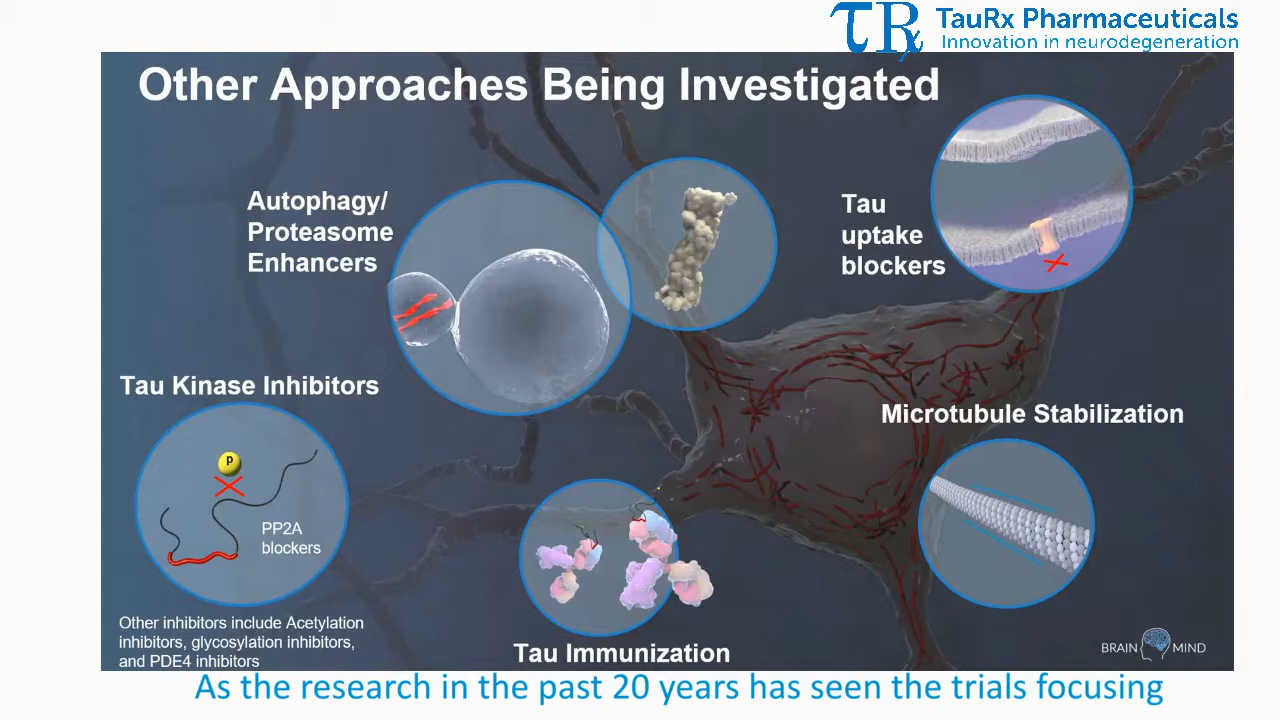 TauRx Pharmaceuticals
Innovation in neurodegeneration
Other Approaches Being Investigated
Autophagy/
Proteasome
Enhancers
Tau
uptake
blockers
Tau Kinase Inhibitors
Microtubule Stabilization
P
PP2A
blockers
Other inhibitors include Acetylation
inhibitors, glycosylation inhibitors,
and PDE4 inhibitors
Tau Immunization
BRAIN MIND
As the research in the past 20 years has seen the trials focusing